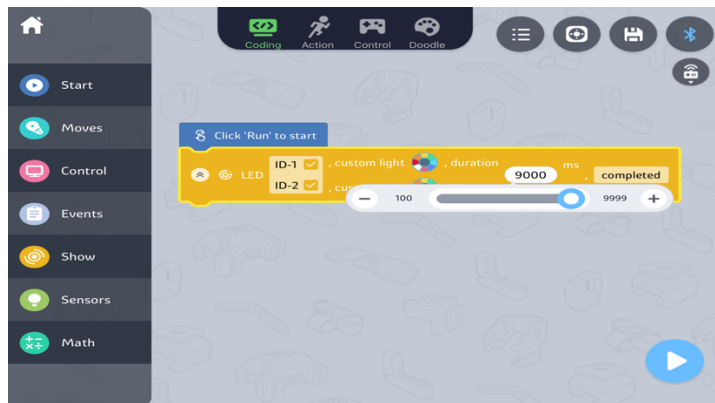 Coding Action Control Doodle
Start
Moves
Control
Events
Show
Sensors
Math
Click 'Run' to start
LED ID-1 , custom light , duration 9000 ms , completed
ID-2 , cus
100 9999